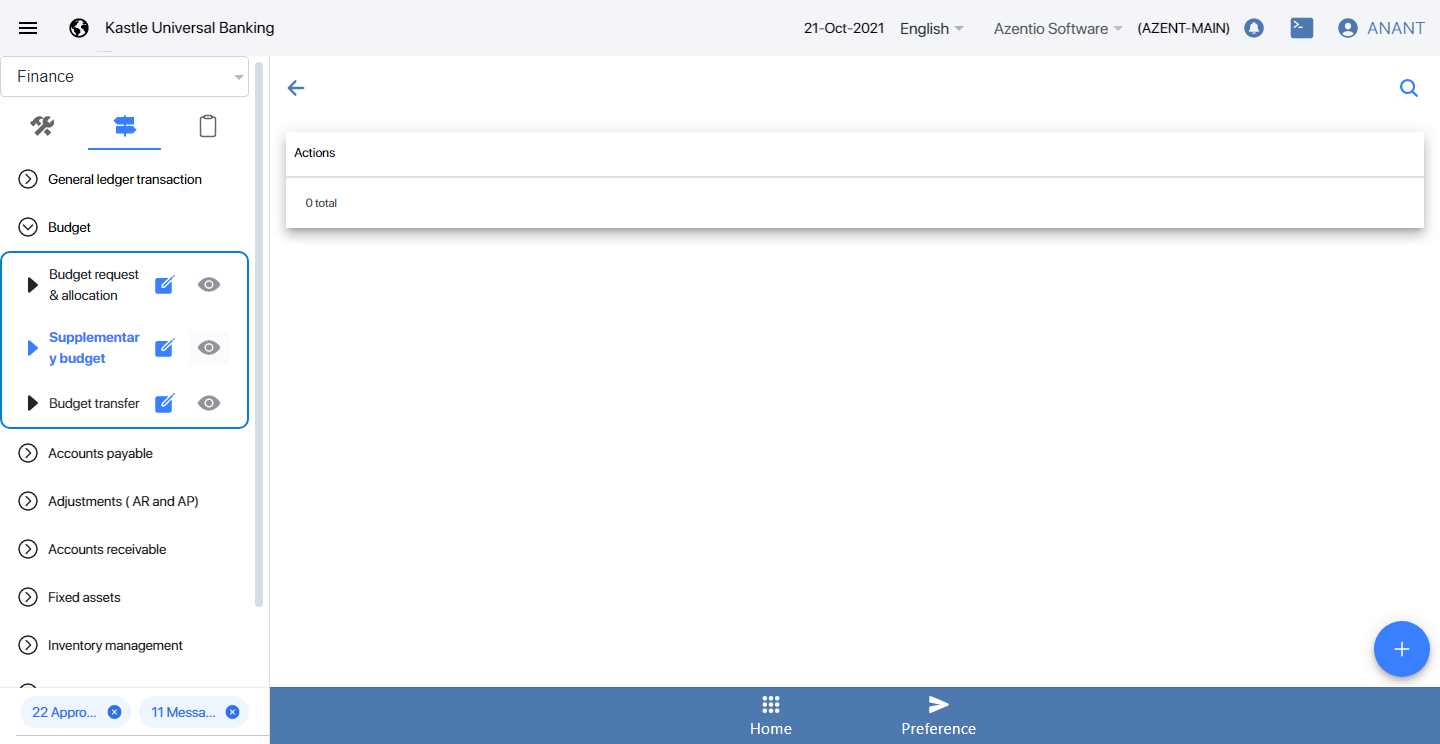 Kastle Universal Banking
21-Oct-2021
English
Azentio Software
(AZENT-MAIN)
ANANT
Finance
General ledger transaction
Budget
Budget request
& allocation
Supplementar
y budget
Budget transfer
Accounts payable
Adjustments ( AR and AP)
Accounts receivable
Fixed assets
Inventory management
22 Appro...
11 Messa...
Actions
0 total
Home
Preference